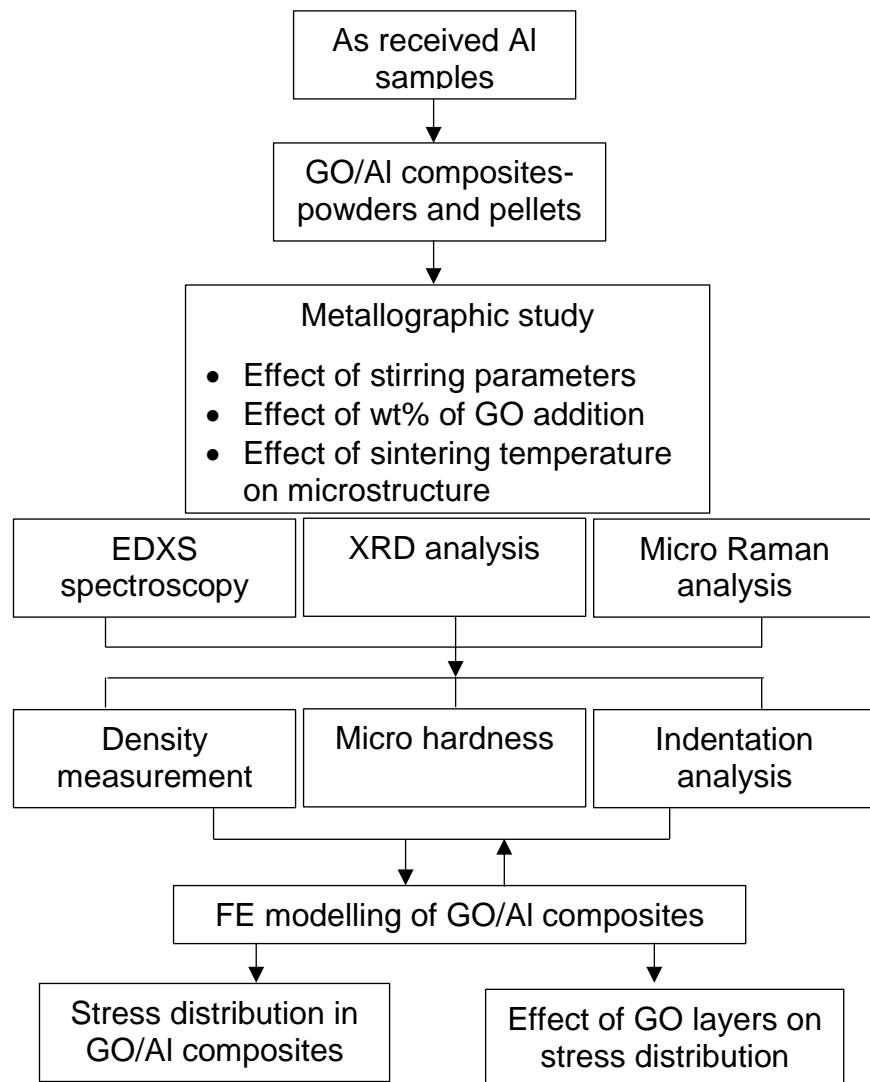 As received Al
samples
GO/Al composites-
powders and pellets
Metallographic study
• Effect of stirring parameters
• Effect of wt% of GO addition
• Effect of sintering temperature
on microstructure
EDXS
spectroscopy
XRD analysis
Micro Raman
analysis
Density
measurement
Micro hardness
Indentation
analysis
FE modelling of GO/Al composites
Stress distribution in
GO/Al composites
Effect of GO layers on
stress distribution